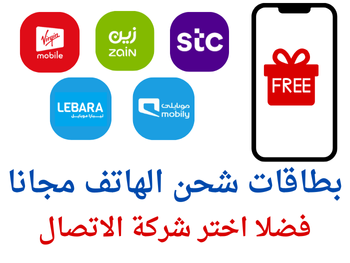 Virgin
mobile
زين
ZAIN
stc
LEBARA
ليبارا موبايل
موبايلي
mobily
FREE
بطاقات شحن الهاتف مجانا
فضلا اختر شركة الاتصال